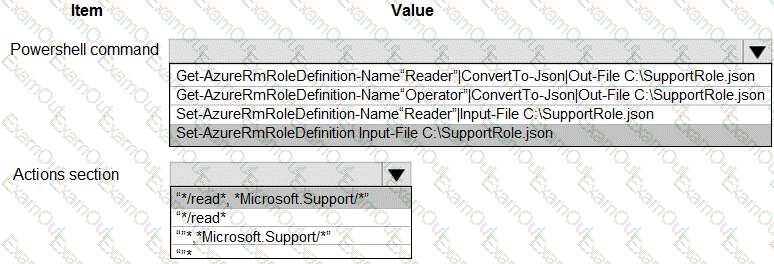 Item Value
Powershell command
Get-AzureRmRoleDefinition-Name“Reader”|ConvertTo-Json|Out-File C:\SupportRole.json
Get-AzureRmRoleDefinition-Name“Operator”|ConvertTo-Json|Out-File C:\SupportRole.json
Set-AzureRmRoleDefinition-Name“Reader”|Input-File C:\SupportRole.json
Set-AzureRmRoleDefinition Input-File C:\SupportRole.json
Actions section
“*/read*, *Microsoft.Support/*”
“*/read*
“”*,*Microsoft.Support/*”
“”*